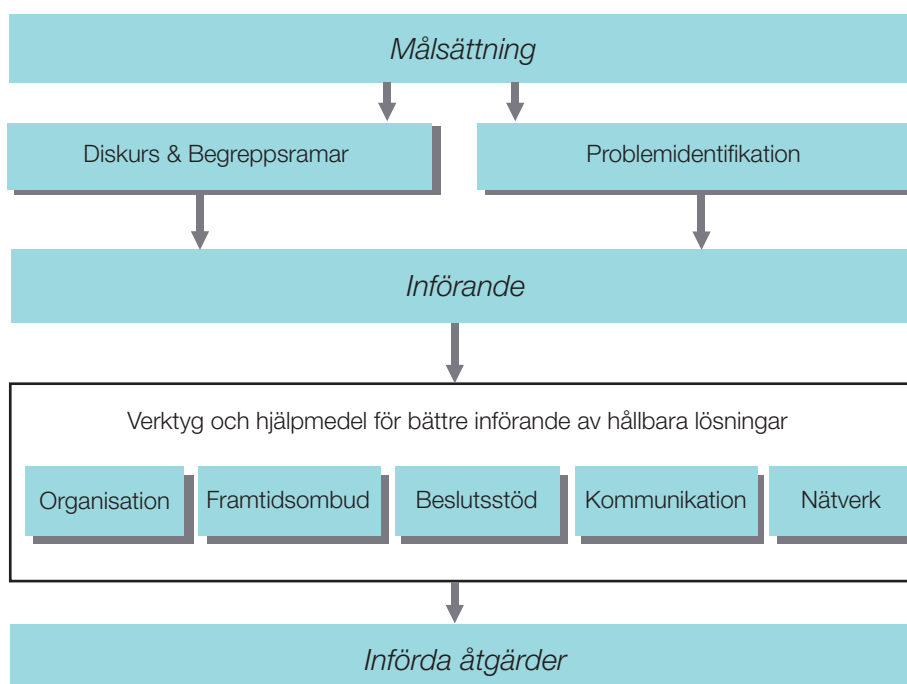 Målsättning
Diskurs & Begreppsramar
Problemidentifikation
Införande
Verktyg och hjälpmedel för bättre införande av hållbara lösningar
Organisation
Framtidsombud
Beslutsstöd
Kommunikation
Nätverk
Införda åtgärder